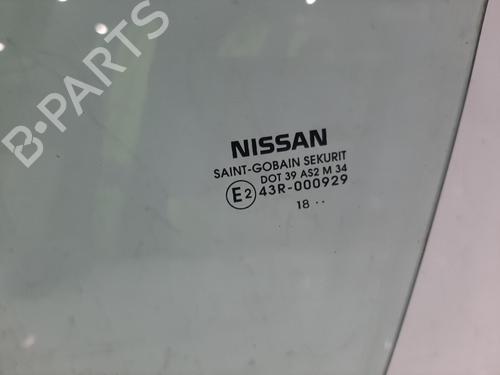 B-PARTS
NISSAN
SAINT-GOBAIN SEKURIT
DOT 39 AS2 M 34
E2 43R-000929
18 ..